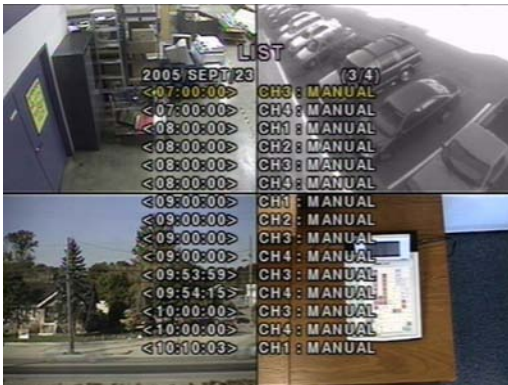 LIST
2005 SEPT 23 (3/4)
<07:00:00> CH3 : MANUAL
<07:00:00> CH4 : MANUAL
<08:00:00> CH1 : MANUAL
<08:00:00> CH2 : MANUAL
<08:00:00> CH3 : MANUAL
<08:00:00> CH4 : MANUAL
<09:00:00> CH1 : MANUAL
<09:00:00> CH2 : MANUAL
<09:00:00> CH3 : MANUAL
<09:00:00> CH4 : MANUAL
<09:53:59> CH3 : MANUAL
<09:54:15> CH4 : MANUAL
<10:00:00> CH3 : MANUAL
<10:00:00> CH4 : MANUAL
<10:10:03> CH1 : MANUAL